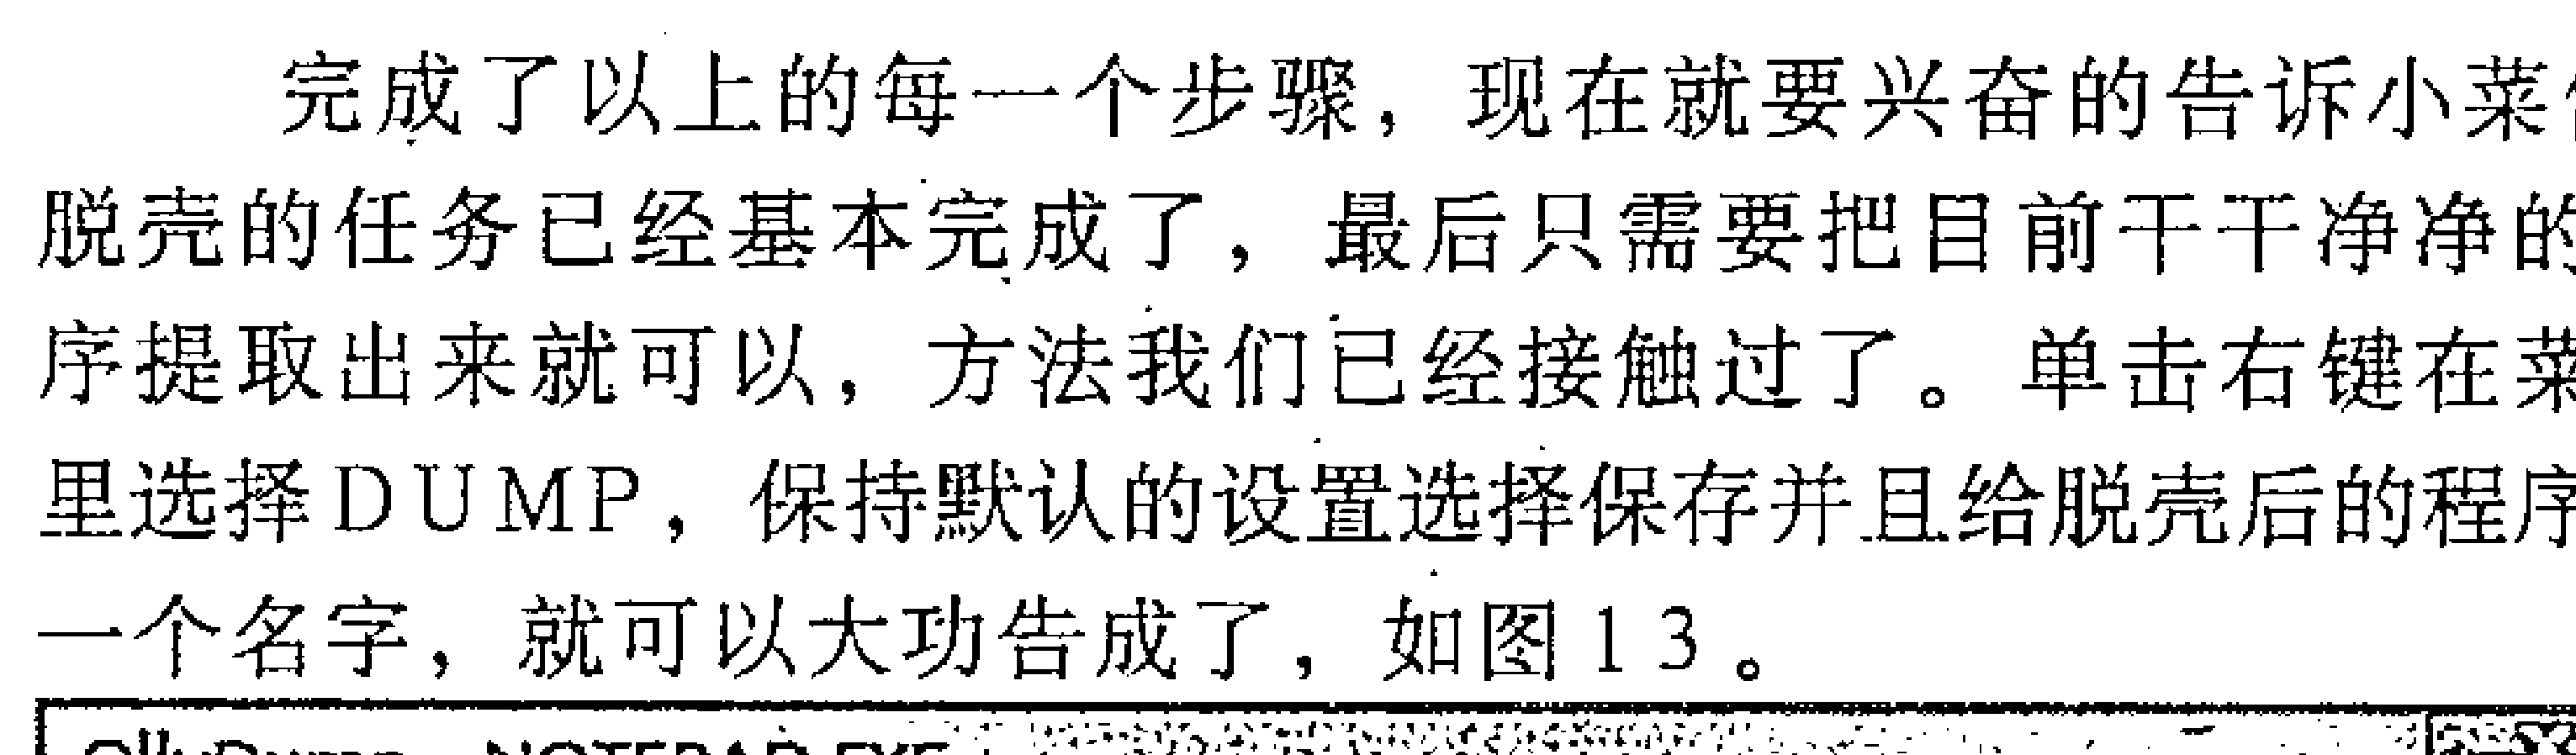 完成了以上的每一个步骤，现在就要兴奋的告诉小菜
脱壳的任务已经基本完成了，最后只需要把目前干干净净的
序提取出来就可以，方法我们已经接触过了。单击右键在菜
里选择DUMP，保持默认的设置选择保存并且给脱壳后的程序
一个名字，就可以大功告成了，如图13。
OllyDump - NOTEPAD.EXE